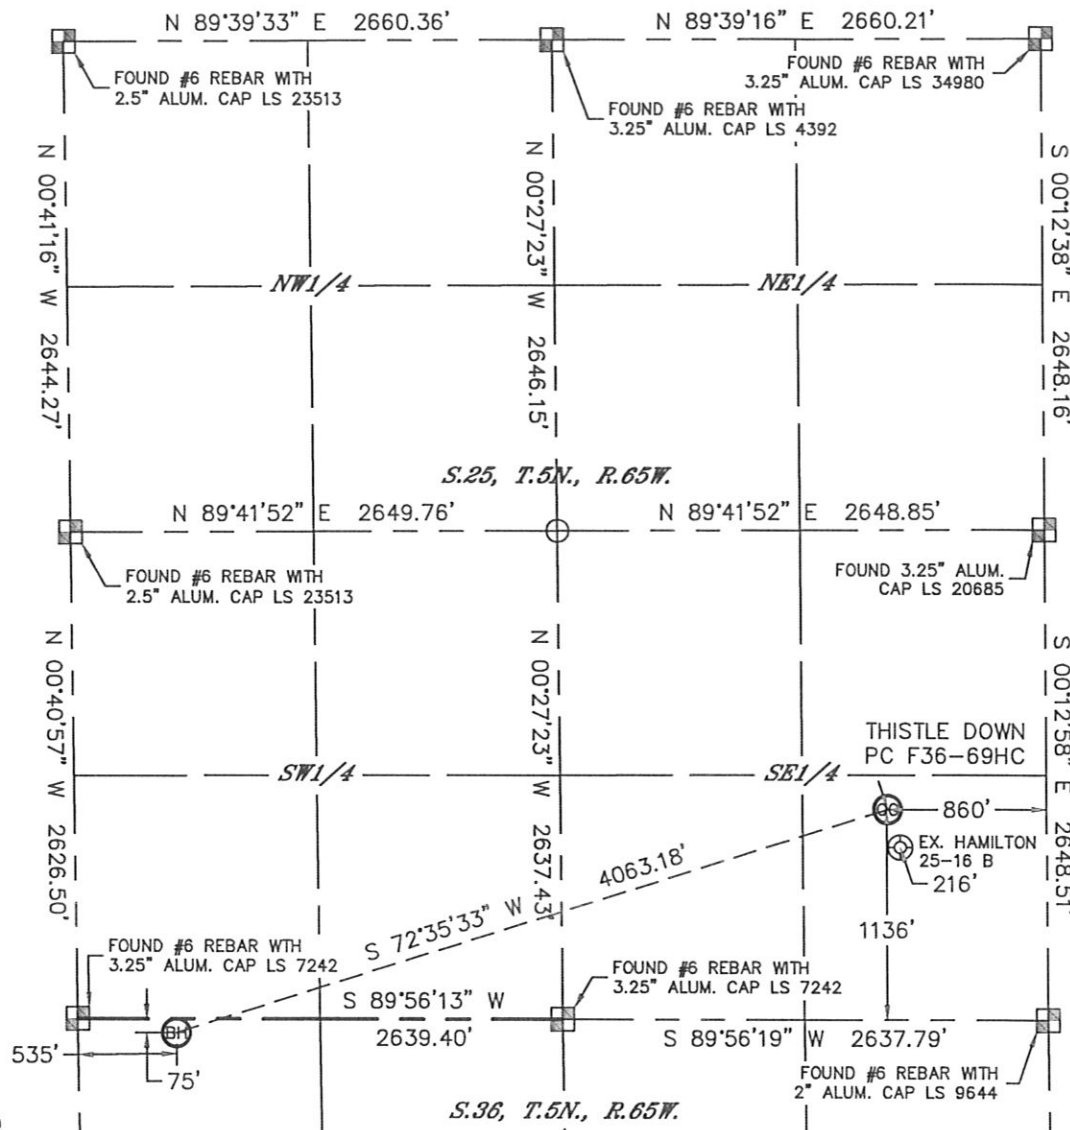 N 89°39'33" E 2660.36'
N 89°39'16" E 2660.21'
FOUND #6 REBAR WITH
2.5" ALUM. CAP LS 23513
FOUND #6 REBAR WITH
3.25" ALUM. CAP LS 4392
FOUND #6 REBAR WITH
3.25" ALUM. CAP LS 34980
N 00°41'16" W 2644.27'
N 00°27'23" W 2646.15'
S 00°12'38" E 2648.16'
NW1/4
NE1/4
S.25, T.5N., R.65W.
N 89°41'52" E 2649.76'
N 89°41'52" E 2648.85'
FOUND #6 REBAR WITH
2.5" ALUM. CAP LS 23513
FOUND 3.25" ALUM.
CAP LS 20685
N 00°40'57" W 2626.50'
N 00°27'23" W 2637.43'
S 00°12'58" E 2648.51'
THISTLE DOWN
PC F36-69HC
SW1/4
SE1/4
860'
EX. HAMILTON
25-16 B
216'
1136'
S 72°35'33" W 4063.18'
FOUND #6 REBAR WTH
3.25" ALUM. CAP LS 7242
FOUND #6 REBAR WITH
3.25" ALUM. CAP LS 7242
S 89°56'13" W
2639.40'
S 89°56'19" W 2637.79'
BH
535'
75'
FOUND #6 REBAR WITH
2" ALUM. CAP LS 9644
S.36, T.5N., R.65W.